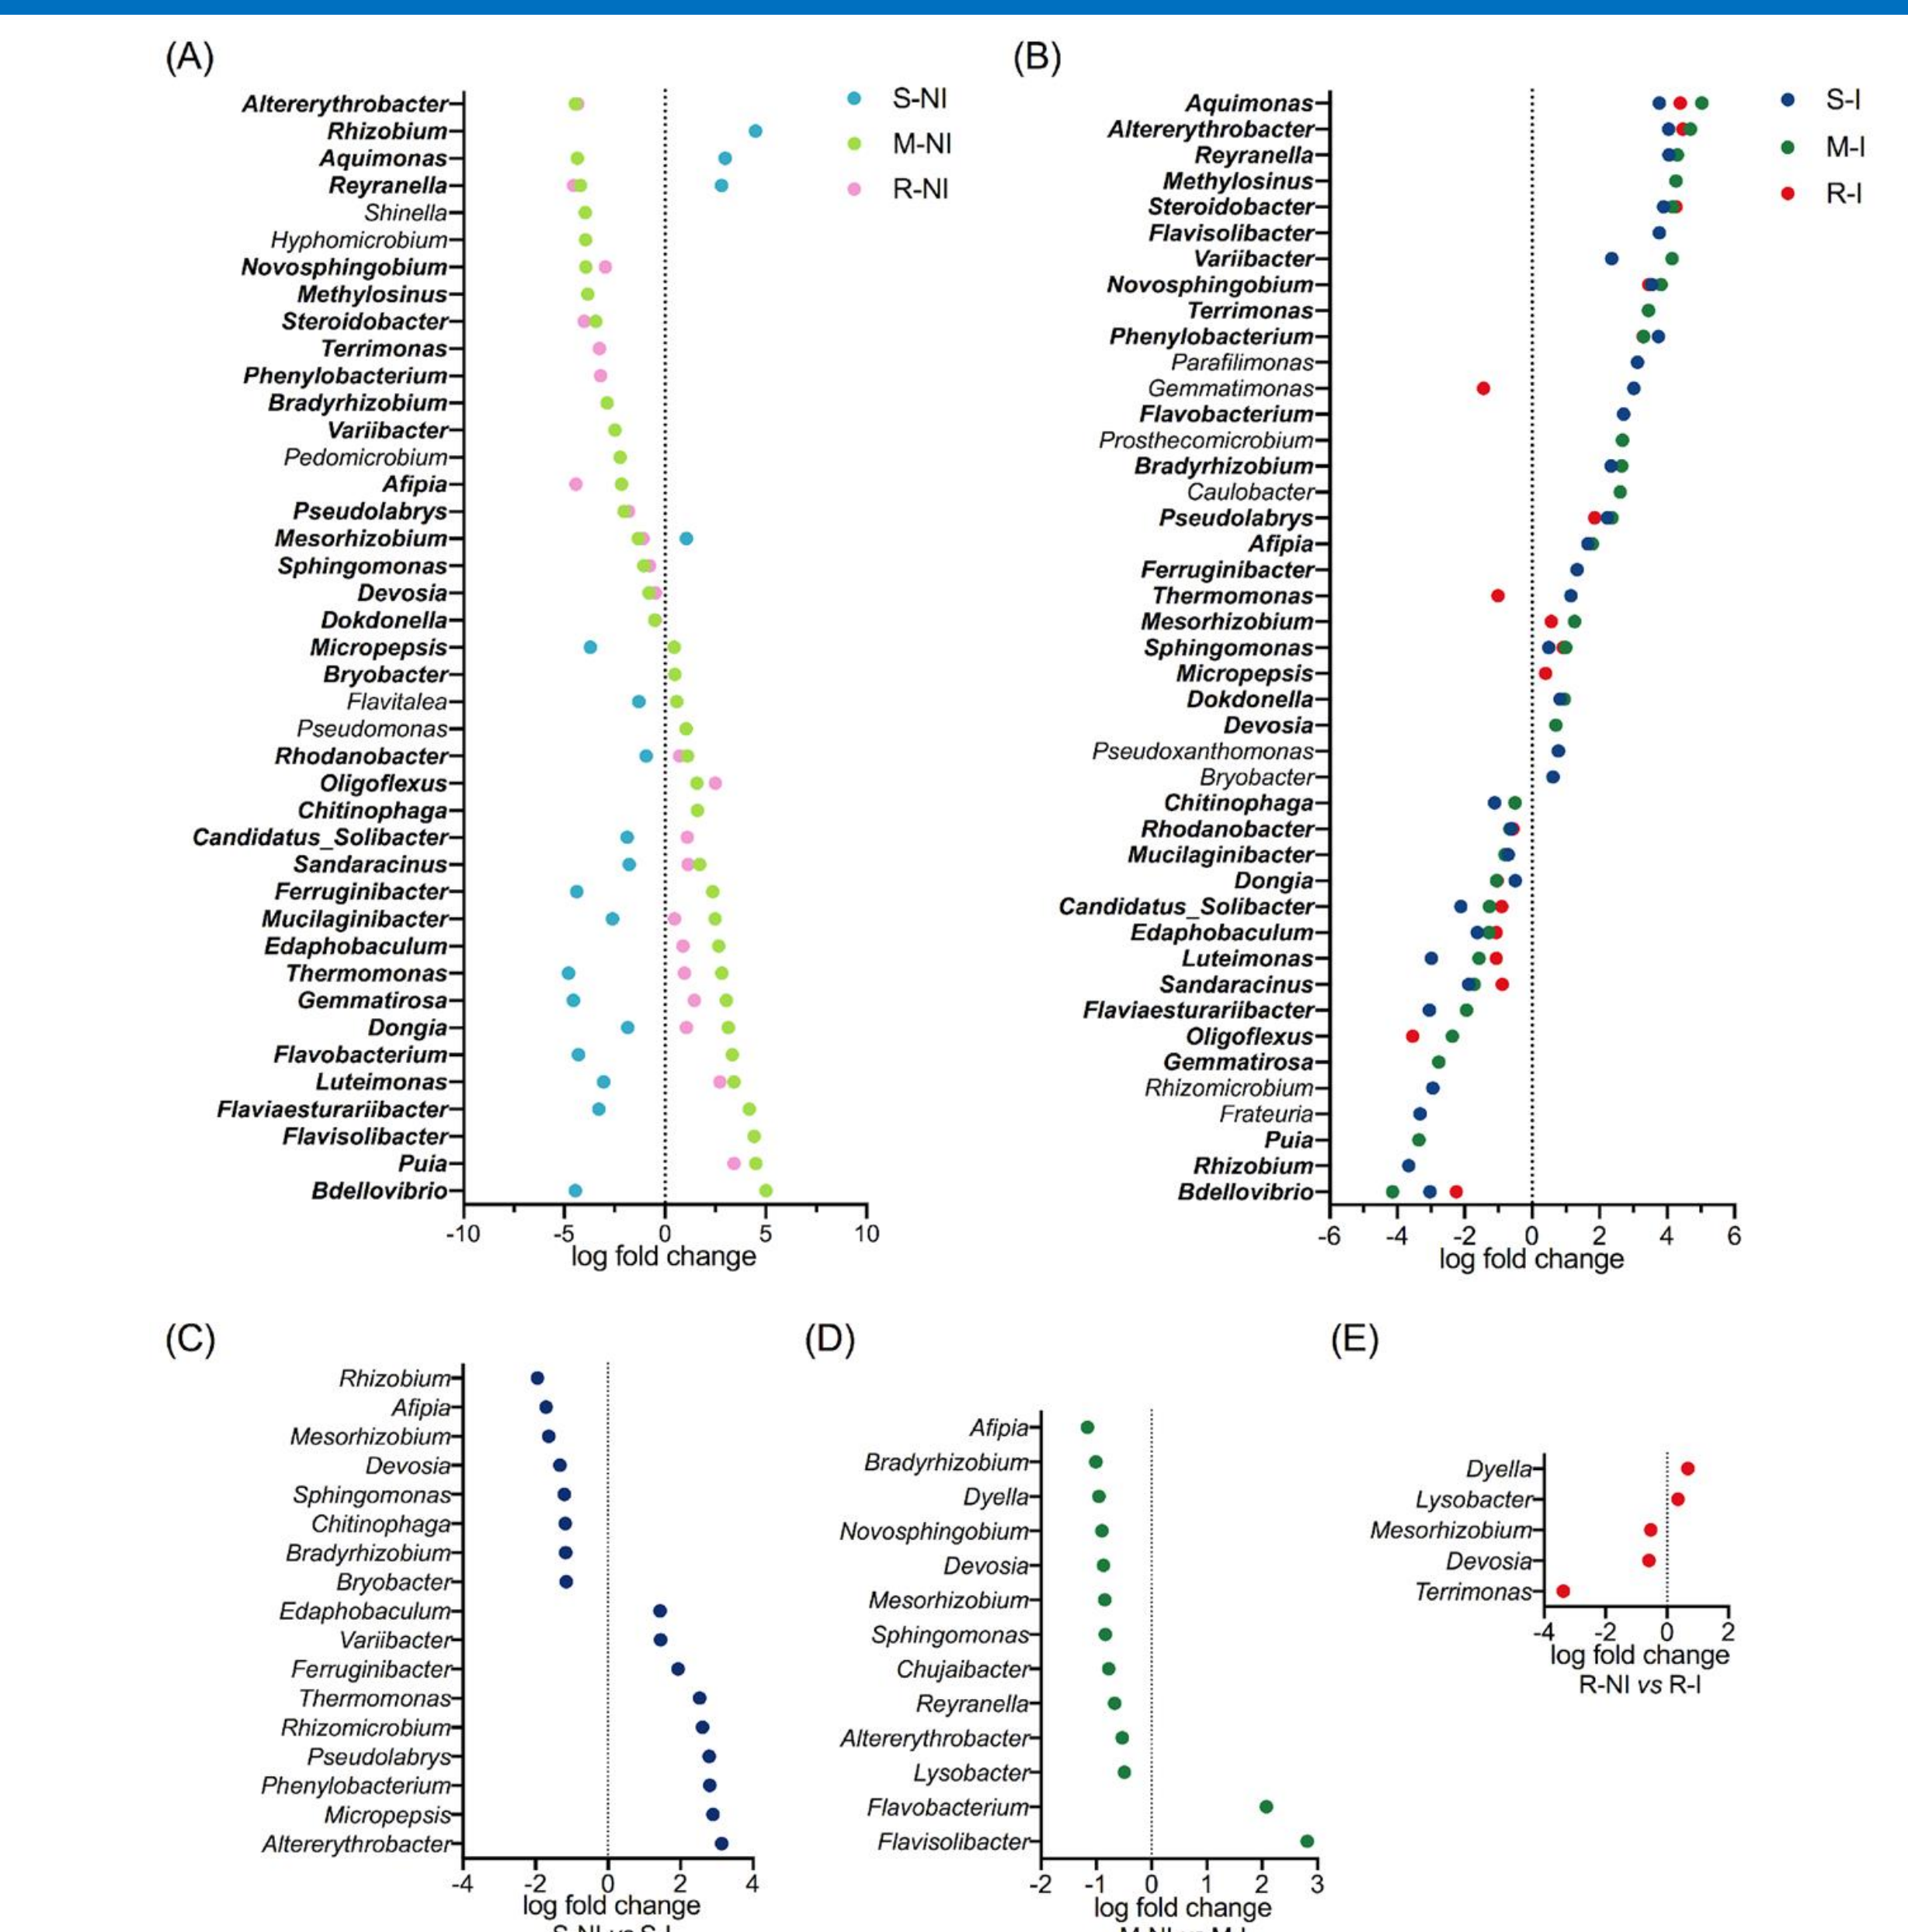 (A)
Altererythrobacter
Rhizobium
Aquimonas
Reyranella
Shinella
Hyphomicrobium
Novosphingobium
Methylosinus
Steroidobacter
Terrimonas
Phenylobacterium
Bradyrhizobium
Variibacter
Pedomicrobium
Afipia
Pseudolabrys
Mesorhizobium
Sphingomonas
Devosia
Dokdonella
Micropepsis
Bryobacter
Flavitalea
Pseudomonas
Rhodanobacter
Oligoflexus
Chitinophaga
Candidatus_Solibacter
Sandaracinus
Ferruginibacter
Mucilaginibacter
Edaphobaculum
Thermomonas
Gemmatirosa
Dongia
Flavobacterium
Luteimonas
Flaviaesturariibacter
Flavisolibacter
Puia
Bdellovibrio
-10 -5 0 5 10
log fold change
S-NI
M-NI
R-NI
(B)
Aquimonas
Altererythrobacter
Reyranella
Methylosinus
Steroidobacter
Flavisolibacter
Variibacter
Novosphingobium
Terrimonas
Phenylobacterium
Parafilimonas
Gemmatimonas
Flavobacterium
Prosthecomicrobium
Bradyrhizobium
Caulobacter
Pseudolabrys
Afipia
Ferruginibacter
Thermomonas
Mesorhizobium
Sphingomonas
Micropepsis
Dokdonella
Devosia
Pseudoxanthomonas
Bryobacter
Chitinophaga
Rhodanobacter
Mucilaginibacter
Dongia
Candidatus_Solibacter
Edaphobaculum
Luteimonas
Sandaracinus
Flaviaesturariibacter
Oligoflexus
Gemmatirosa
Rhizomicrobium
Frateuria
Puia
Rhizobium
Bdellovibrio
-6 -4 -2 0 2 4 6
log fold change
S-I
M-I
R-I
(C)
Rhizobium
Afipia
Mesorhizobium
Devosia
Sphingomonas
Chitinophaga
Bradyrhizobium
Bryobacter
Edaphobaculum
Variibacter
Ferruginibacter
Thermomonas
Rhizomicrobium
Pseudolabrys
Phenylobacterium
Micropepsis
Altererythrobacter
-4 -2 0 2 4
log fold change
S-NI vs S-I
(D)
Afipia
Bradyrhizobium
Dyella
Novosphingobium
Devosia
Mesorhizobium
Sphingomonas
Chujaibacter
Reyranella
Altererythrobacter
Lysobacter
Flavobacterium
Flavisolibacter
-2 -1 0 1 2 3
log fold change
M-NI vs M-I
(E)
Dyella
Lysobacter
Mesorhizobium
Devosia
Terrimonas
-4 -2 0 2
log fold change
R-NI vs R-I